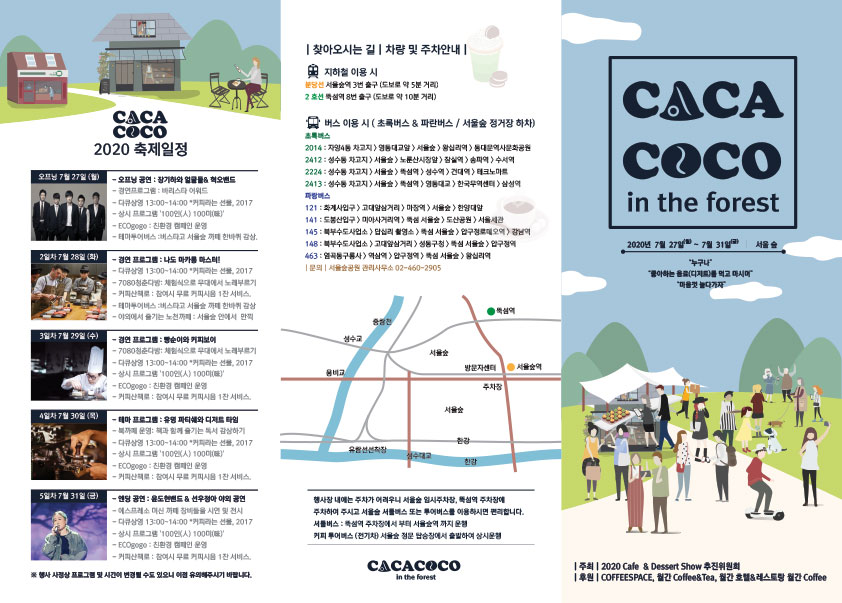 CACA
COCO
2020 축제일정
오프닝 7월 27일 (월)
- 오프닝 공연 : 장기하와 얼굴들& 혁오밴드
- 경연프로그램 : 바리스타 어워드
- 다큐상영 13:00~14:00 *커피라는 선물, 2017
- 상시 프로그램 '100인(人) 100미(味)'
- ECOgogo : 친환경 캠페인 운영
- 테마투어버스 :버스타고 서울숲 카페 한바퀴 감상.
2일차 7월 28일 (화)
- 경연 프로그램 : 나도 마카롱 마스터!
- 다큐상영 13:00~14:00 *커피라는 선물, 2017
- 7080청춘다방: 체험식으로 무대에서 노래부르기
- 커피산책로 : 참여시 무료 커피시음 1잔 서비스.
- 테마투어버스 :버스타고 서울숲 카페 한바퀴 감상
- 야외에서 즐기는 노천카페 : 서울숲 안에서 한잭
3일차 7월 29일 (수)
- 경연 프로그램 : 빵순이와 커피보이
- 7080청춘다방: 체험식으로 무대에서 노래부르기
- 다큐상영 13:00~14:00 *커피라는 선물, 2017
- 상시 프로그램 '100인(人) 100미(味)'
- ECOgogo : 친환경 캠페인 운영
- 커피산책로 : 참여시 무료 커피시음 1잔 서비스.
4일차 7월 30일 (목)
- 테마 프로그램 : 유명 파틱쉐와 디저트 타임
- 북카페 운영: 책과 함께 즐기는 독서 감상하기
- 다큐상영 13:00~14:00 *커피라는 선물, 2017
- 상시 프로그램 '100인(人) 100미(味)'
- ECOgogo : 친환경 캠페인 운영
- 커피산책로 : 참여시 무료 커피시음 1잔 서비스.
5일차 7월 31일 (금)
- 엔딩 공연 : 윤도현밴드 & 선우정아 야외 공연
- 에스프레소 머신 카페 장비들을 시연 및 전시
- 다큐상영 13:00~14:00 *커피라는 선물, 2017
- 상시 프로그램 '100인(人) 100미(味)'
- ECOgogo : 친환경 캠페인 운영
- 커피산책로 : 참여시 무료 커피시음 1잔 서비스.
※ 행사 사정상 프로그램 및 시간이 변경될 수도 있으니 이점 유의해주시기 바랍니다.
| 찾아오시는 길 | 차량 및 주차안내 |
지하철 이용 시
분당선 서울숲역 3번 출구 (도보로 약 5분 거리)
2 호선 뚝섬역 8번 출구 (도보로 약 10분 거리)
버스 이용 시 ( 초록버스 & 파란버스 / 서울숲 정거장 하차)
초록버스
2014 : 자양4동 차고지 > 영동대교앞 > 서울숲 > 왕십리역 > 동대문역사문화공원
2412 : 성수동 차고지 > 서울숲 > 노룬산시장앞 > 잠실역 > 송파역 > 수서역
2224 : 성수동 차고지 > 서울숲 > 뚝섬역 > 성수역 > 건대역 > 테크노마트
2413 : 성수동 차고지 > 서울숲 > 뚝섬역 > 영동대교 > 한국무역센터 > 삼성역
파랑버스
121 : 화계사입구 > 고대앞삼거리 > 마장역 > 서울숲 > 한양대앞
141 : 도봉산입구 > 미아사거리역 > 뚝섬 서울숲 > 도산공원 > 서울세관
145 : 북부수도사업소 > 답십리 촬영소 > 뚝섬 서울숲 > 압구정로데오역 > 강남역
148 : 북부수도사업소 > 고대앞삼거리 > 성동구청 > 뚝섬 서울숲 > 압구정역
463 : 염곡동구룡사 > 역삼역 > 압구정역 > 뚝섬 서울숲 > 왕십리역
| 문의 | 서울숲공원 관리사무소 02-460-2905
중랑천
뚝섬역
성수교
서울숲
용비교
방문자센터
서울숲역
주차장
서울숲
한강
유람선선착장
성수대교
한강
행사장 내에는 주차가 어려우니 서울숲 임시주차장, 뚝섬역 주차장에
주차하여 주시고 서울숲 셔틀버스 또는 투어버스를 이용하시면 편리합니다.
셔틀버스 : 뚝섬역 주차장에서 부터 서울숲역 까지 운행
커피 투어버스 (전기차) 서울숲 정문 탑승장에서 출발하여 상시운행
CACACOCO
in the forest
CACA
COCO
in the forest
2020년 7월 27일(월) ~ 7월 31일(금) | 서울 숲
"누구나"
"좋아하는 음료(디저트)를 먹고 마시며"
"마음껏 놀다가자"
| 주최 | 2020 Cafe & Dessert Show 추진위원회
| 후원 | COFFEESPACE, 월간 Coffee&Tea, 월간 호텔&레스토랑 월간 Coffee